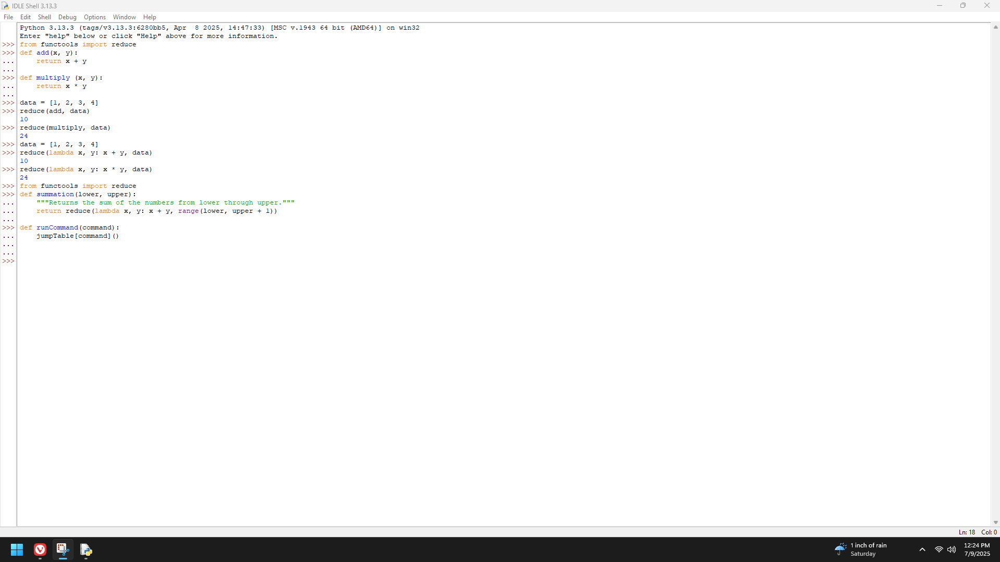 IDLE Shell 3.13.3
File Edit Shell Debug Options Window Help
Python 3.13.3 (tags/v3.13.3:6280bb5, Apr  8 2025, 14:47:33) [MSC v.1943 64 bit (AMD64)] on win32
Enter "help" below or click "Help" above for more information.
>>> from functools import reduce
>>> def add(x, y):
...     return x + y
...
>>> def multiply (x, y):
...     return x * y
...
>>> data = [1, 2, 3, 4]
>>> reduce(add, data)
10
>>> reduce(multiply, data)
24
>>> data = [1, 2, 3, 4]
>>> reduce(lambda x, y: x + y, data)
10
>>> reduce(lambda x, y: x * y, data)
24
>>> from functools import reduce
>>> def summation(lower, upper):
...     """Returns the sum of the numbers from lower through upper."""
...     return reduce(lambda x, y: x + y, range(lower, upper + 1))
...
>>> def runCommand(command):
...     jumpTable[command]()
...
...
>>>
Ln: 18 Col: 0
1 inch of rain
Saturday
12:24 PM
7/9/2025